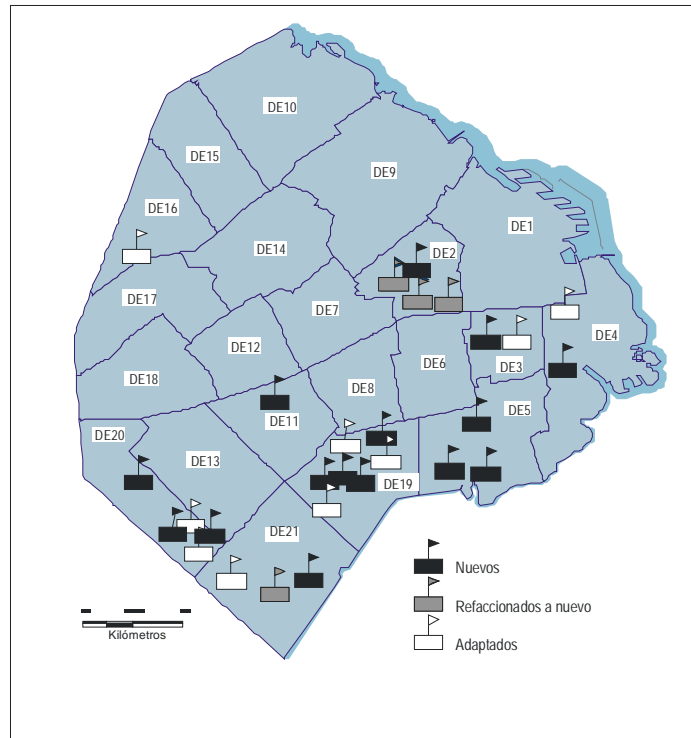 DE10
DE15
DE9
DE16
DE1
DE14
DE2
DE17
DE7
DE4
DE12
DE6
DE3
DE18
DE8
DE5
DE11
DE20
DE13
DE19
DE21
Nuevos
Refaccionados a nuevo
Kilómetros
Adaptados